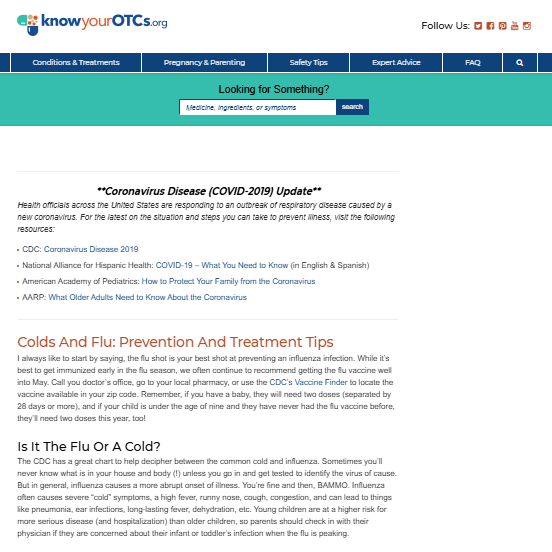 knowyourOTCs.org
Follow Us:
Conditions & Treatments
Pregnancy & Parenting
Safety Tips
Expert Advice
FAQ
Looking for Something?
Medicine, ingredients, or symptoms
search
**Coronavirus Disease (COVID-2019) Update**
Health officials across the United States are responding to an outbreak of respiratory disease caused by a
new coronavirus. For the latest on the situation and steps you can take to prevent illness, visit the following
resources:
• CDC: Coronavirus Disease 2019
• National Alliance for Hispanic Health: COVID-19 – What You Need to Know (in English & Spanish)
• American Academy of Pediatrics: How to Protect Your Family from the Coronavirus
• AARP: What Older Adults Need to Know About the Coronavirus
Colds And Flu: Prevention And Treatment Tips
I always like to start by saying, the flu shot is your best shot at preventing an influenza infection. While it's
best to get immunized early in the flu season, we often continue to recommend getting the flu vaccine well
into May. Call you doctor's office, go to your local pharmacy, or use the CDC's Vaccine Finder to locate the
vaccine available in your zip code. Remember, if you have a baby, they will need two doses (separated by
28 days or more), and if your child is under the age of nine and they have never had the flu vaccine before,
they'll need two doses this year, too!
Is It The Flu Or A Cold?
The CDC has a great chart to help decipher between the common cold and influenza. Sometimes you'll
never know what is in your house and body (!) unless you go in and get tested to identify the virus of cause.
But in general, influenza causes a more abrupt onset of illness. You're fine and then, BAMMO. Influenza
often causes severe "cold" symptoms, a high fever, runny nose, cough, congestion, and can lead to things
like pneumonia, ear infections, long-lasting fever, dehydration, etc. Young children are at a higher risk for
more serious disease (and hospitalization) than older children, so parents should check in with their
physician if they are concerned about their infant or toddler's infection when the flu is peaking.